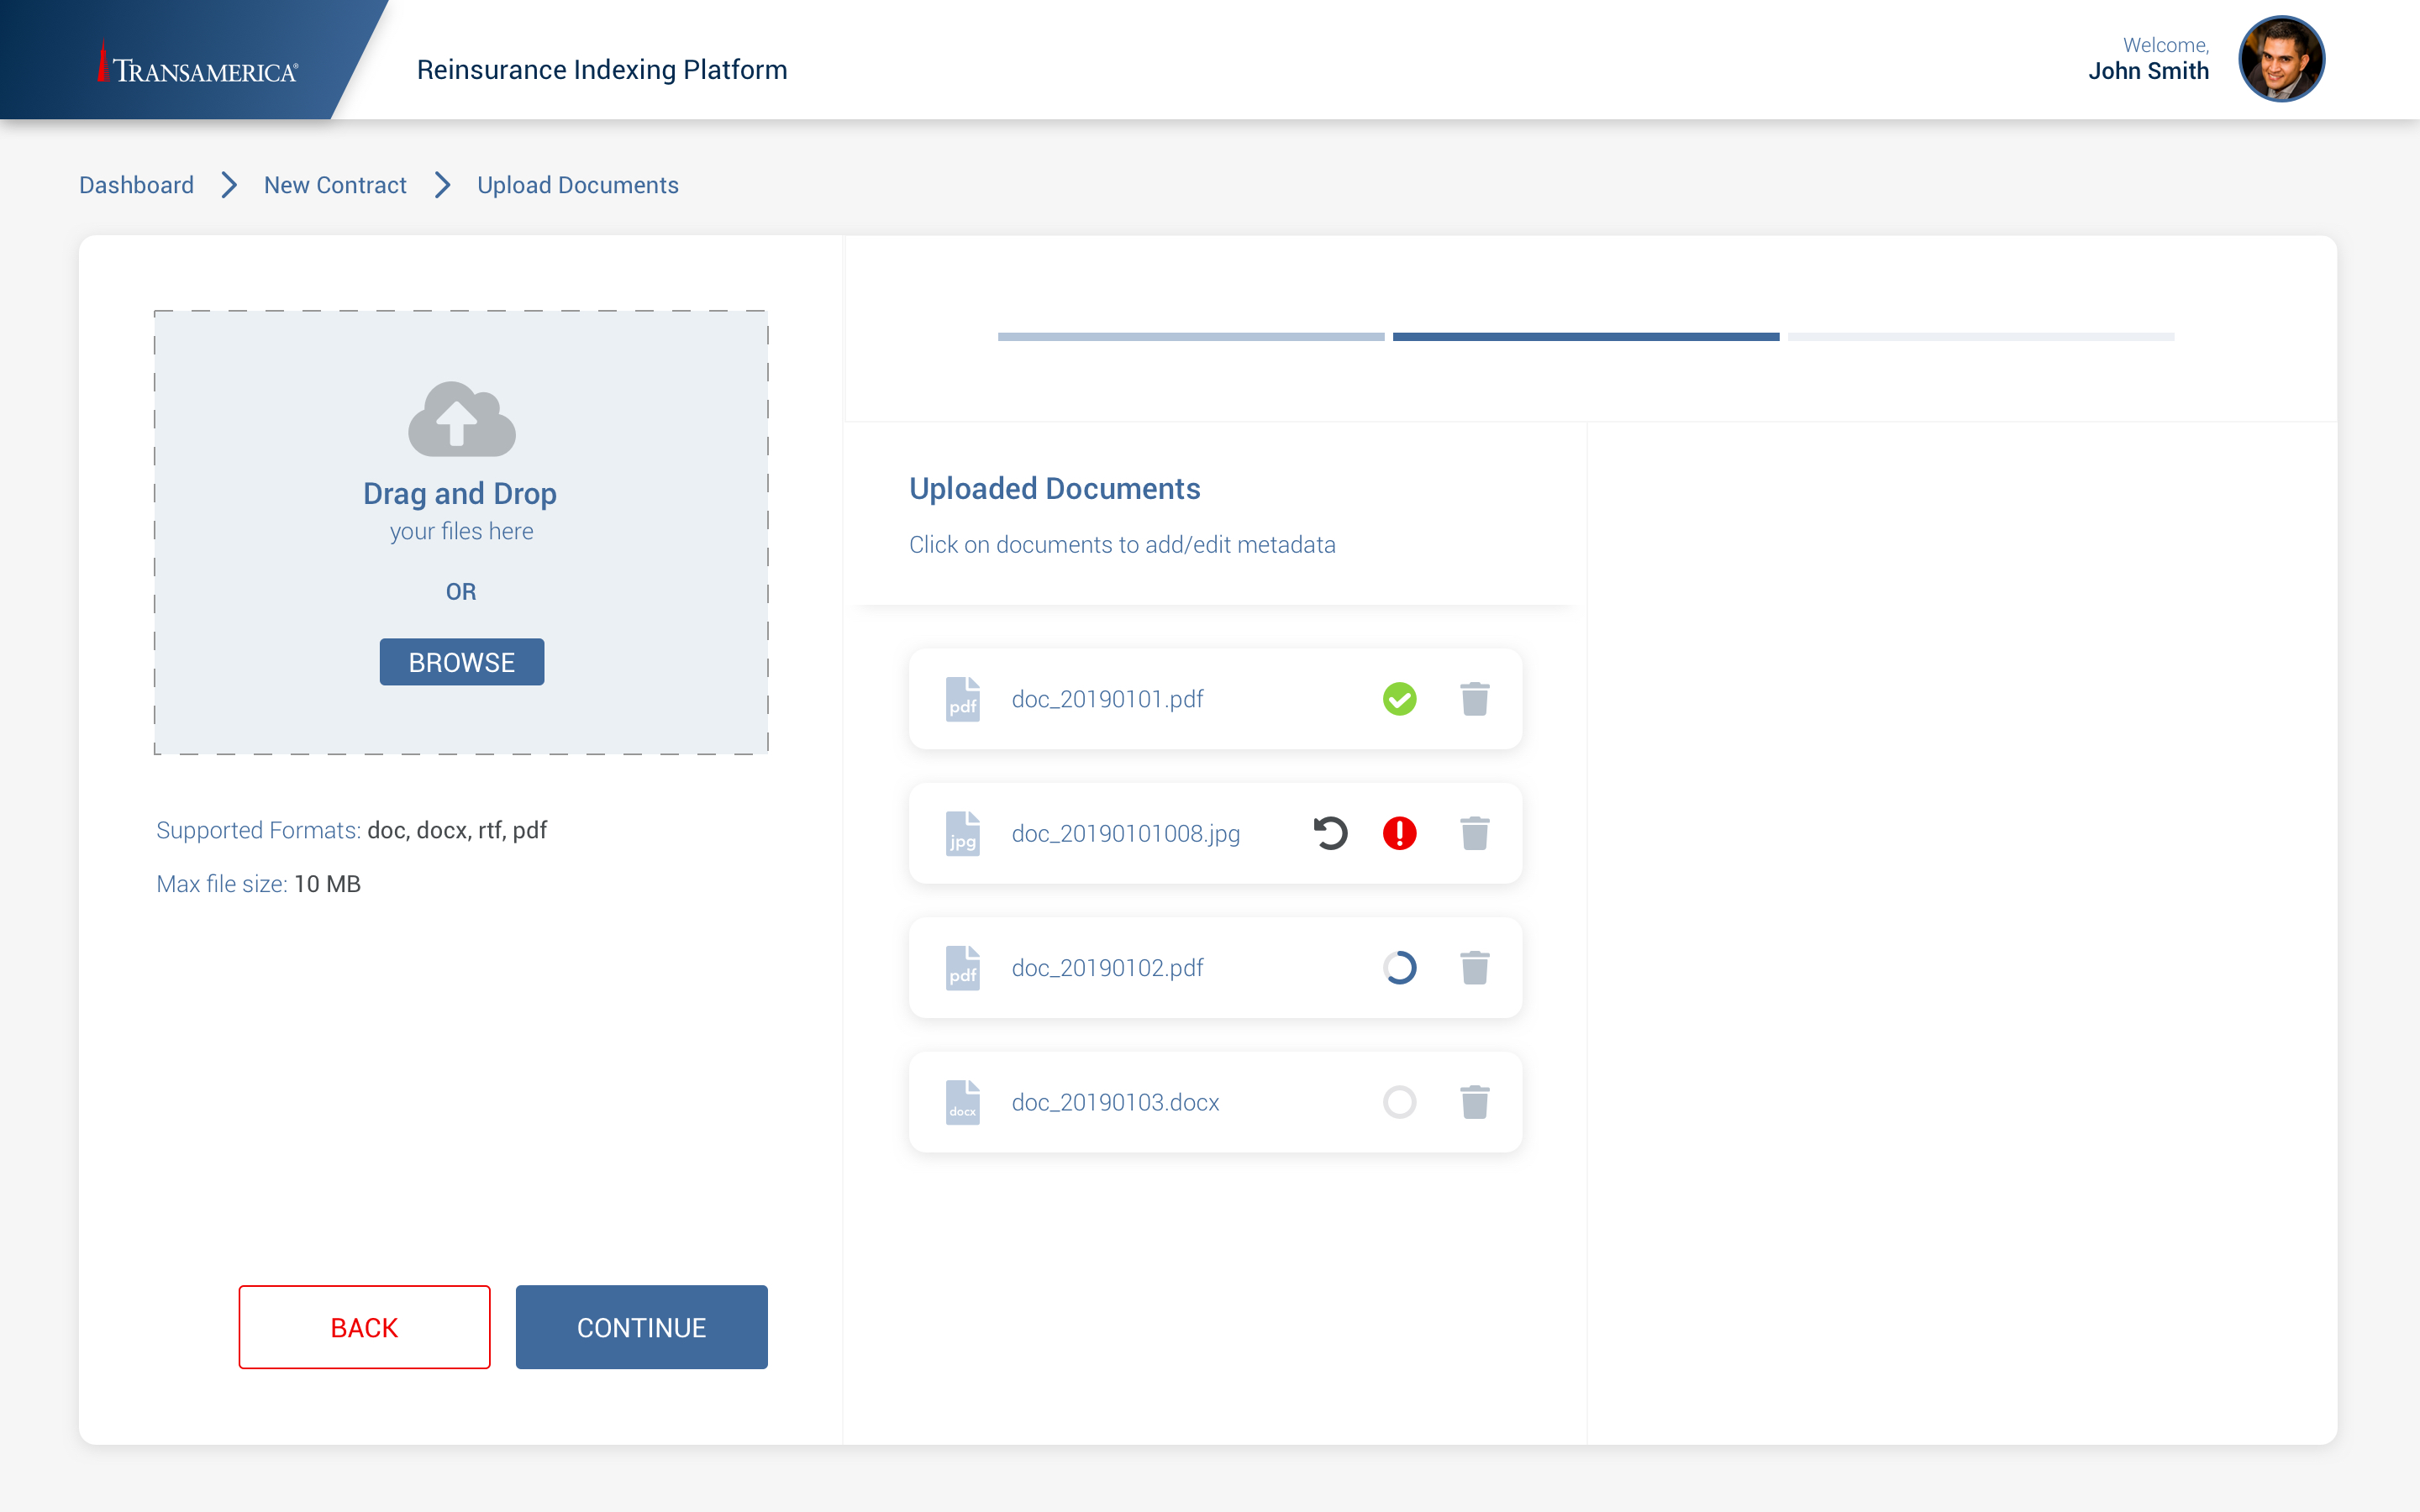 TRANSAMERICA®
Reinsurance Indexing Platform
Welcome,
John Smith
Dashboard
New Contract
Upload Documents
Drag and Drop
your files here
OR
BROWSE
Supported Formats: doc, docx, rtf, pdf
Max file size: 10 MB
BACK
CONTINUE
Uploaded Documents
Click on documents to add/edit metadata
pdf doc_20190101.pdf
jpg doc_20190101008.jpg
pdf doc_20190102.pdf
docx doc_20190103.docx